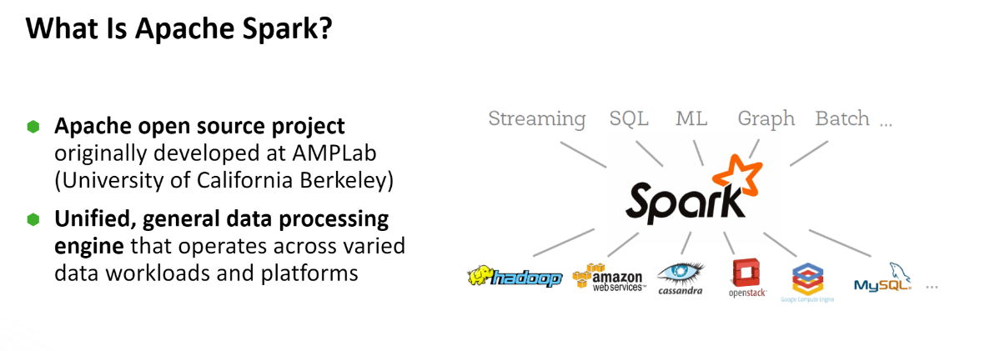 What Is Apache Spark?
Apache open source project
originally developed at AMPLab
(University of California Berkeley)
Unified, general data processing
engine that operates across varied
data workloads and platforms
Streaming SQL ML Graph Batch ...
Spark
hadoop
amazon
web services™
cassandra
openstack™
Google Compute Engine
MySQL®
...